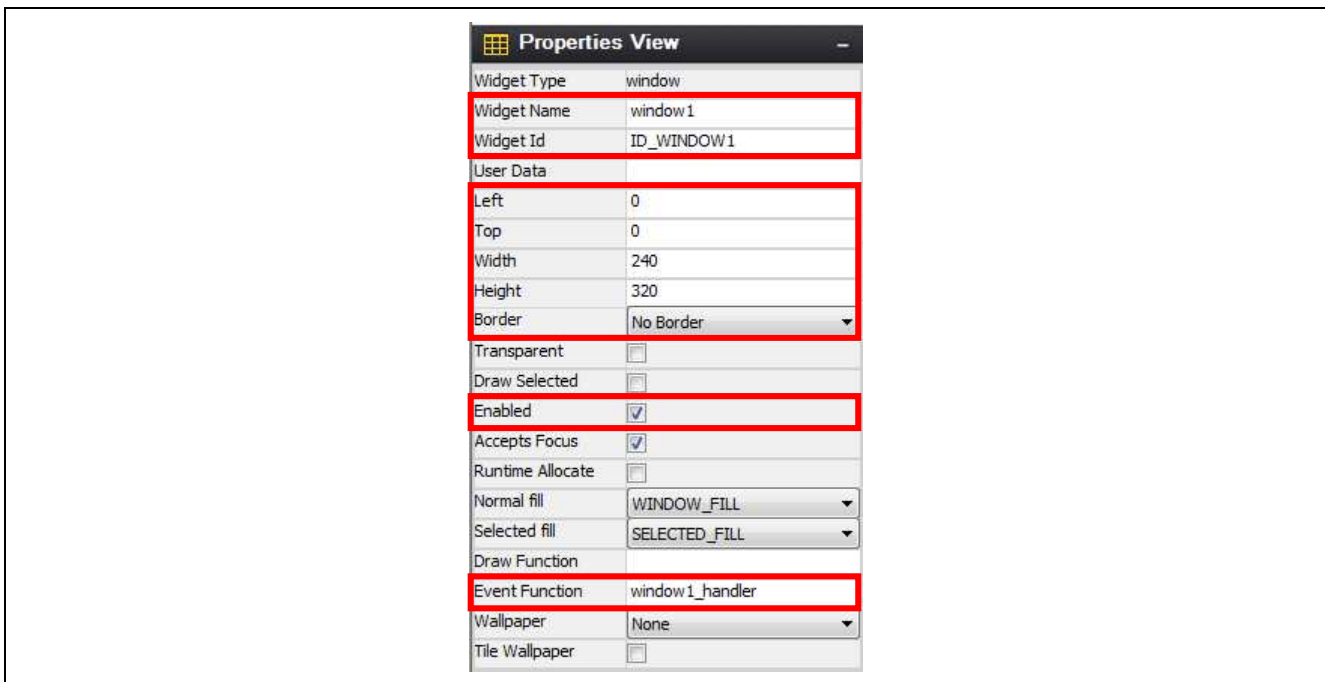 Properties View
Widget Type window
Widget Name window1
Widget Id ID_WINDOW1
User Data
Left 0
Top 0
Width 240
Height 320
Border No Border
Transparent
Draw Selected
Enabled
Accepts Focus
Runtime Allocate
Normal fill WINDOW_FILL
Selected fill SELECTED_FILL
Draw Function
Event Function window1_handler
Wallpaper None
Tile Wallpaper